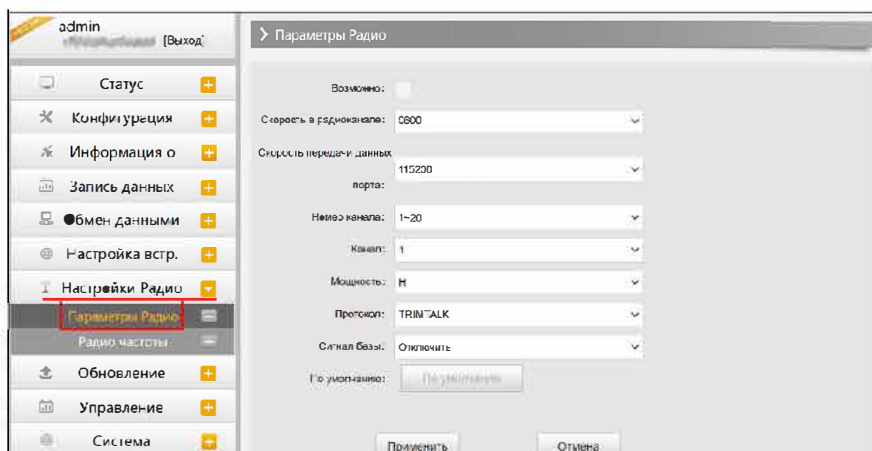 admin
[Выход]
Статус
Конфигурация
Информация о
Запись данных
Обмен данными
Настройка встр.
Настройки Радио
Параметры Радио
Радио частоты
Обновление
Управление
Система
Параметры Радио
Возможно:
Скорость в радиоканале: 9600
Скорость передачи данных
порта: 115200
Номер канала: 1~20
Канал: 1
Мощность: H
Протокол: TRIMTALK
Сигнал базы: Отключить
По умолчанию: По умолчанию
Применить Отмена